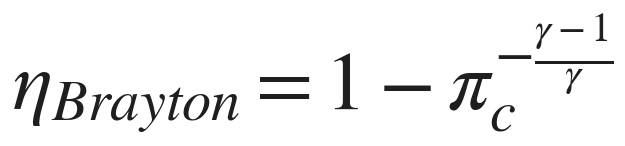 η_Brayton = 1 − π_c^{−(γ−1)/γ}